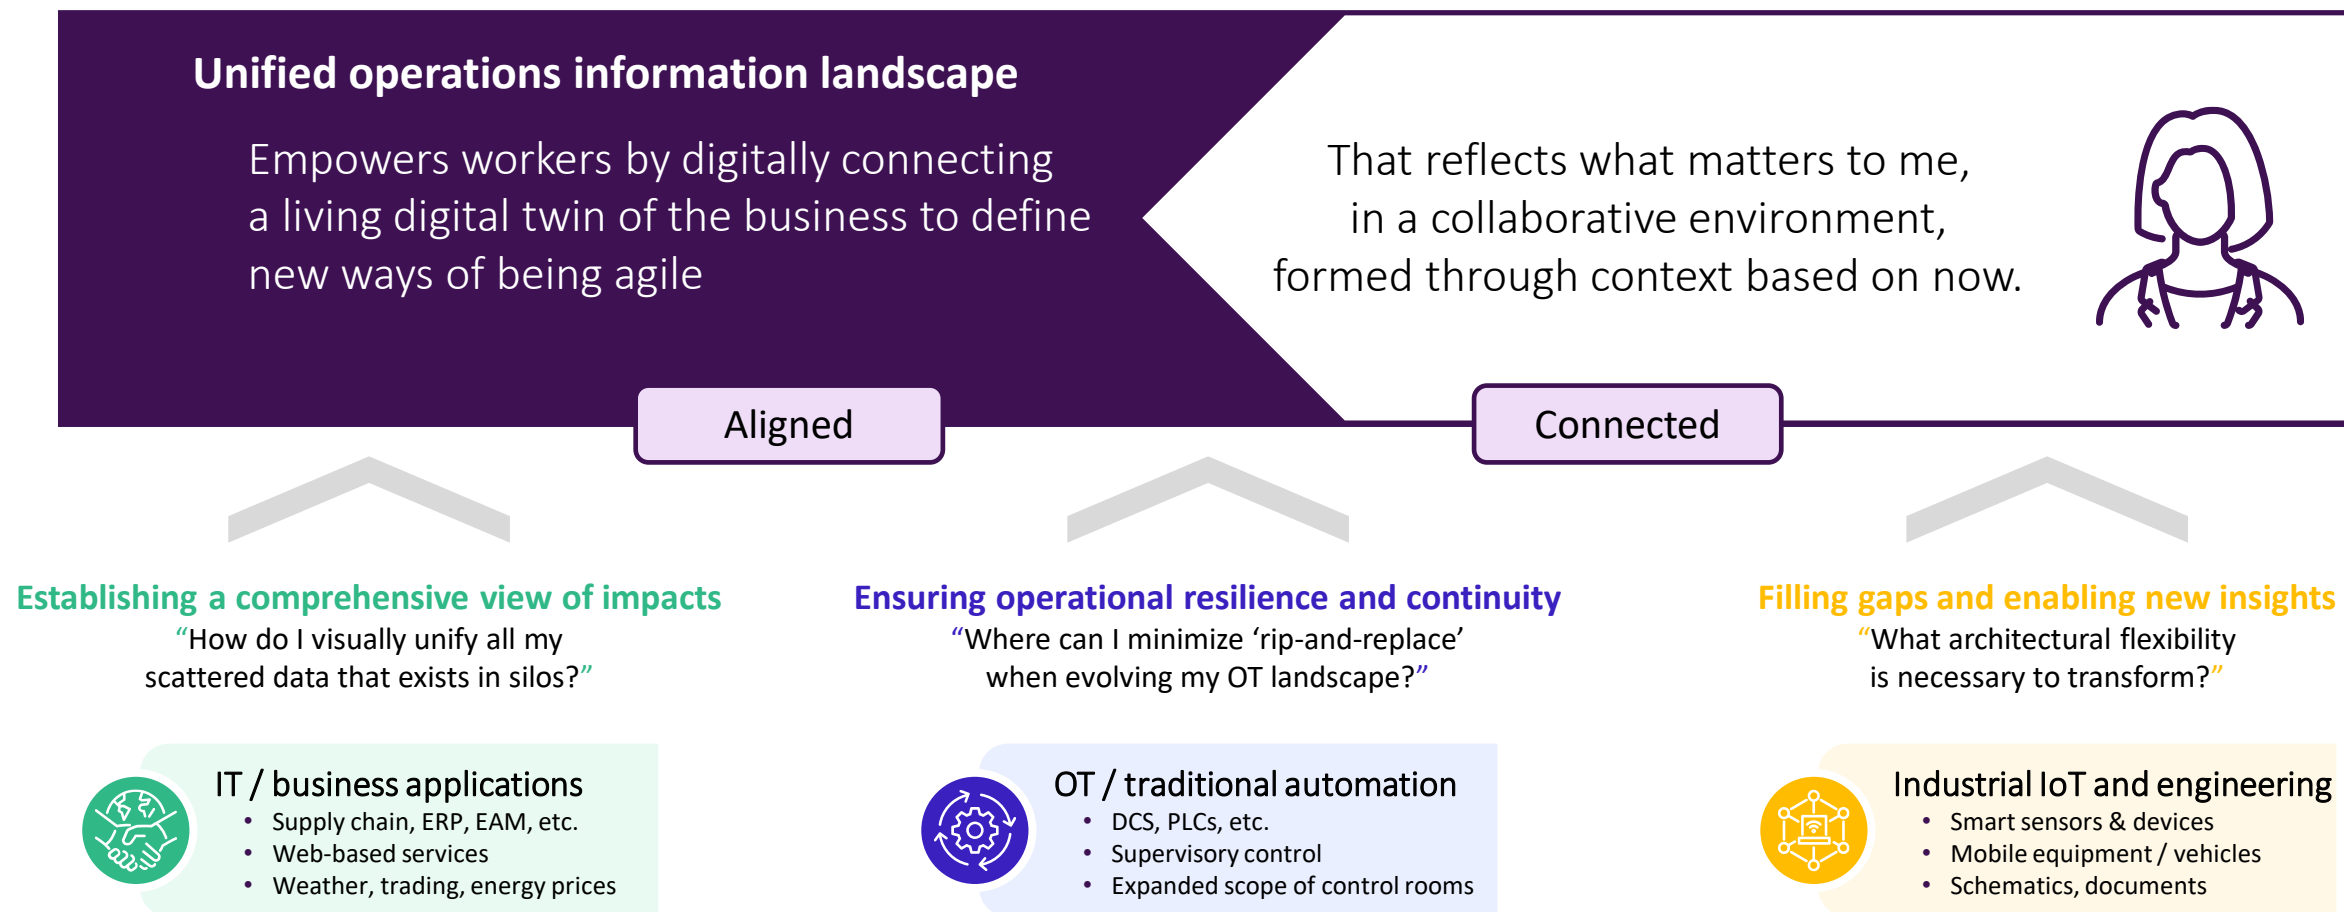 Unified operations information landscape
Empowers workers by digitally connecting
a living digital twin of the business to define
new ways of being agile
That reflects what matters to me,
in a collaborative environment,
formed through context based on now.
Aligned
Connected
Establishing a comprehensive view of impacts
“How do I visually unify all my
scattered data that exists in silos?”
IT / business applications
• Supply chain, ERP, EAM, etc.
• Web-based services
• Weather, trading, energy prices
Ensuring operational resilience and continuity
“Where can I minimize ‘rip-and-replace’
when evolving my OT landscape?”
OT / traditional automation
• DCS, PLCs, etc.
• Supervisory control
• Expanded scope of control rooms
Filling gaps and enabling new insights
“What architectural flexibility
is necessary to transform?”
Industrial IoT and engineering
• Smart sensors & devices
• Mobile equipment / vehicles
• Schematics, documents